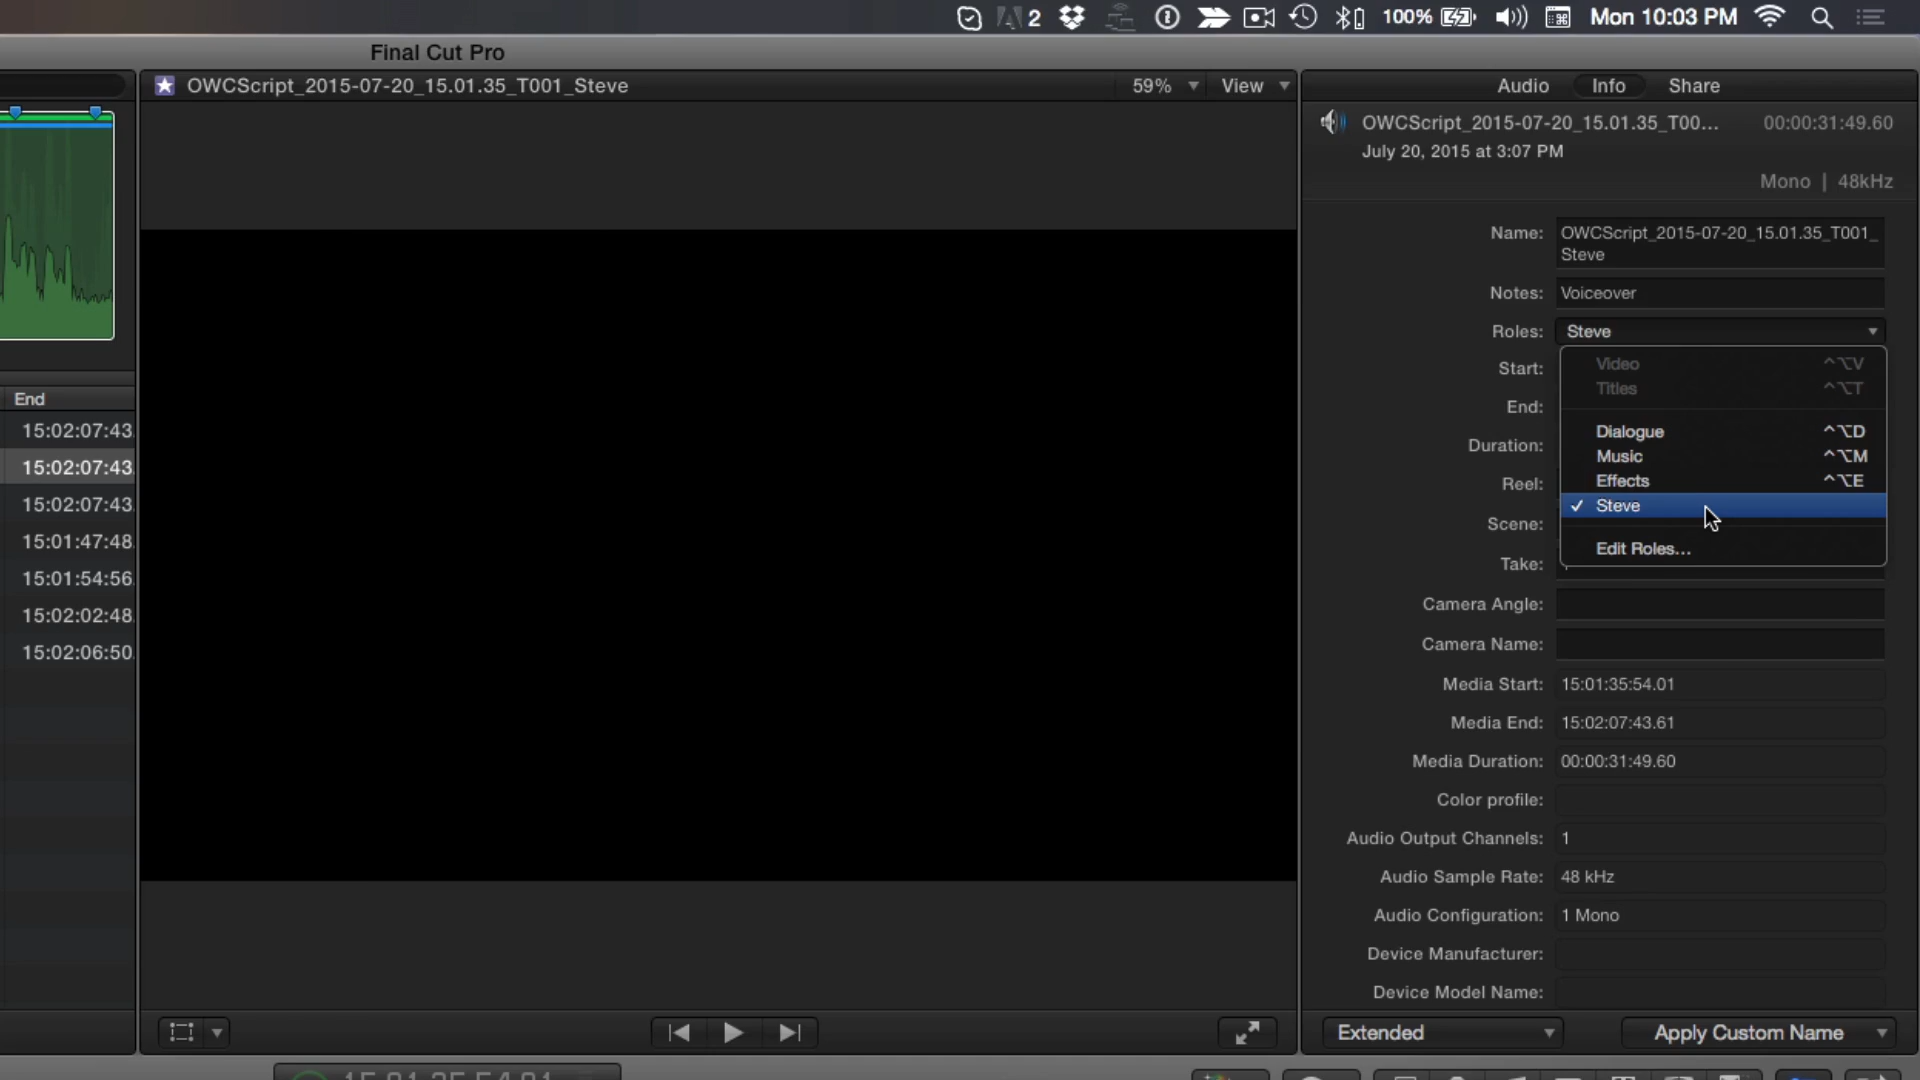 2
100%
Mon 10:03 PM
Final Cut Pro
OWCScript_2015-07-20_15.01.35_T001_Steve
59%
View
Audio
Info
Share
OWCScript_2015-07-20_15.01.35_T00...
00:00:31:49.60
July 20, 2015 at 3:07 PM
Mono | 48kHz
Name: OWCScript_2015-07-20_15.01.35_T001_
Steve
Notes: Voiceover
Roles: Steve
Start:
End:
Duration:
Reel:
Scene:
Take:
Video ^⌥V
Titles ^⌥T
Dialogue ^⌥D
Music ^⌥M
Effects ^⌥E
✓ Steve
Edit Roles...
Camera Angle:
Camera Name:
Media Start: 15:01:35:54.01
Media End: 15:02:07:43.61
Media Duration: 00:00:31:49.60
Color profile:
Audio Output Channels: 1
Audio Sample Rate: 48 kHz
Audio Configuration: 1 Mono
Device Manufacturer:
Device Model Name:
Extended
Apply Custom Name
End
15:02:07:43
15:02:07:43
15:02:07:43
15:01:47:48
15:01:54:56
15:02:02:48
15:02:06:50